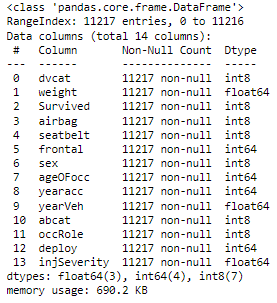 <class 'pandas.core.frame.DataFrame'>
RangeIndex: 11217 entries, 0 to 11216
Data columns (total 14 columns):
 #   Column       Non-Null Count  Dtype
---  ------       --------------  -----
 0   dvcat        11217 non-null  int8
 1   weight       11217 non-null  float64
 2   Survived     11217 non-null  int8
 3   airbag       11217 non-null  int8
 4   seatbelt     11217 non-null  int8
 5   frontal      11217 non-null  int64
 6   sex          11217 non-null  int8
 7   ageOFocc     11217 non-null  int64
 8   yearacc      11217 non-null  int64
 9   yearVeh      11217 non-null  float64
 10  abcat        11217 non-null  int8
 11  occRole      11217 non-null  int8
 12  deploy       11217 non-null  int64
 13  injSeverity  11217 non-null  float64
dtypes: float64(3), int64(4), int8(7)
memory usage: 690.2 KB